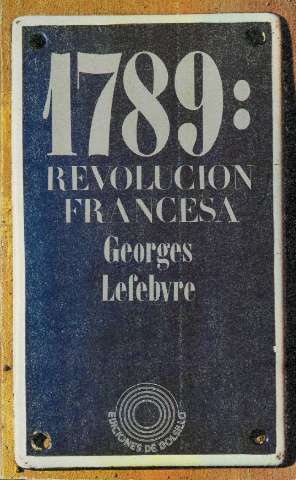 1789:
REVOLUCION
FRANCESA
Georges
Lefebvre
EDICIONES DE BOLSILLO